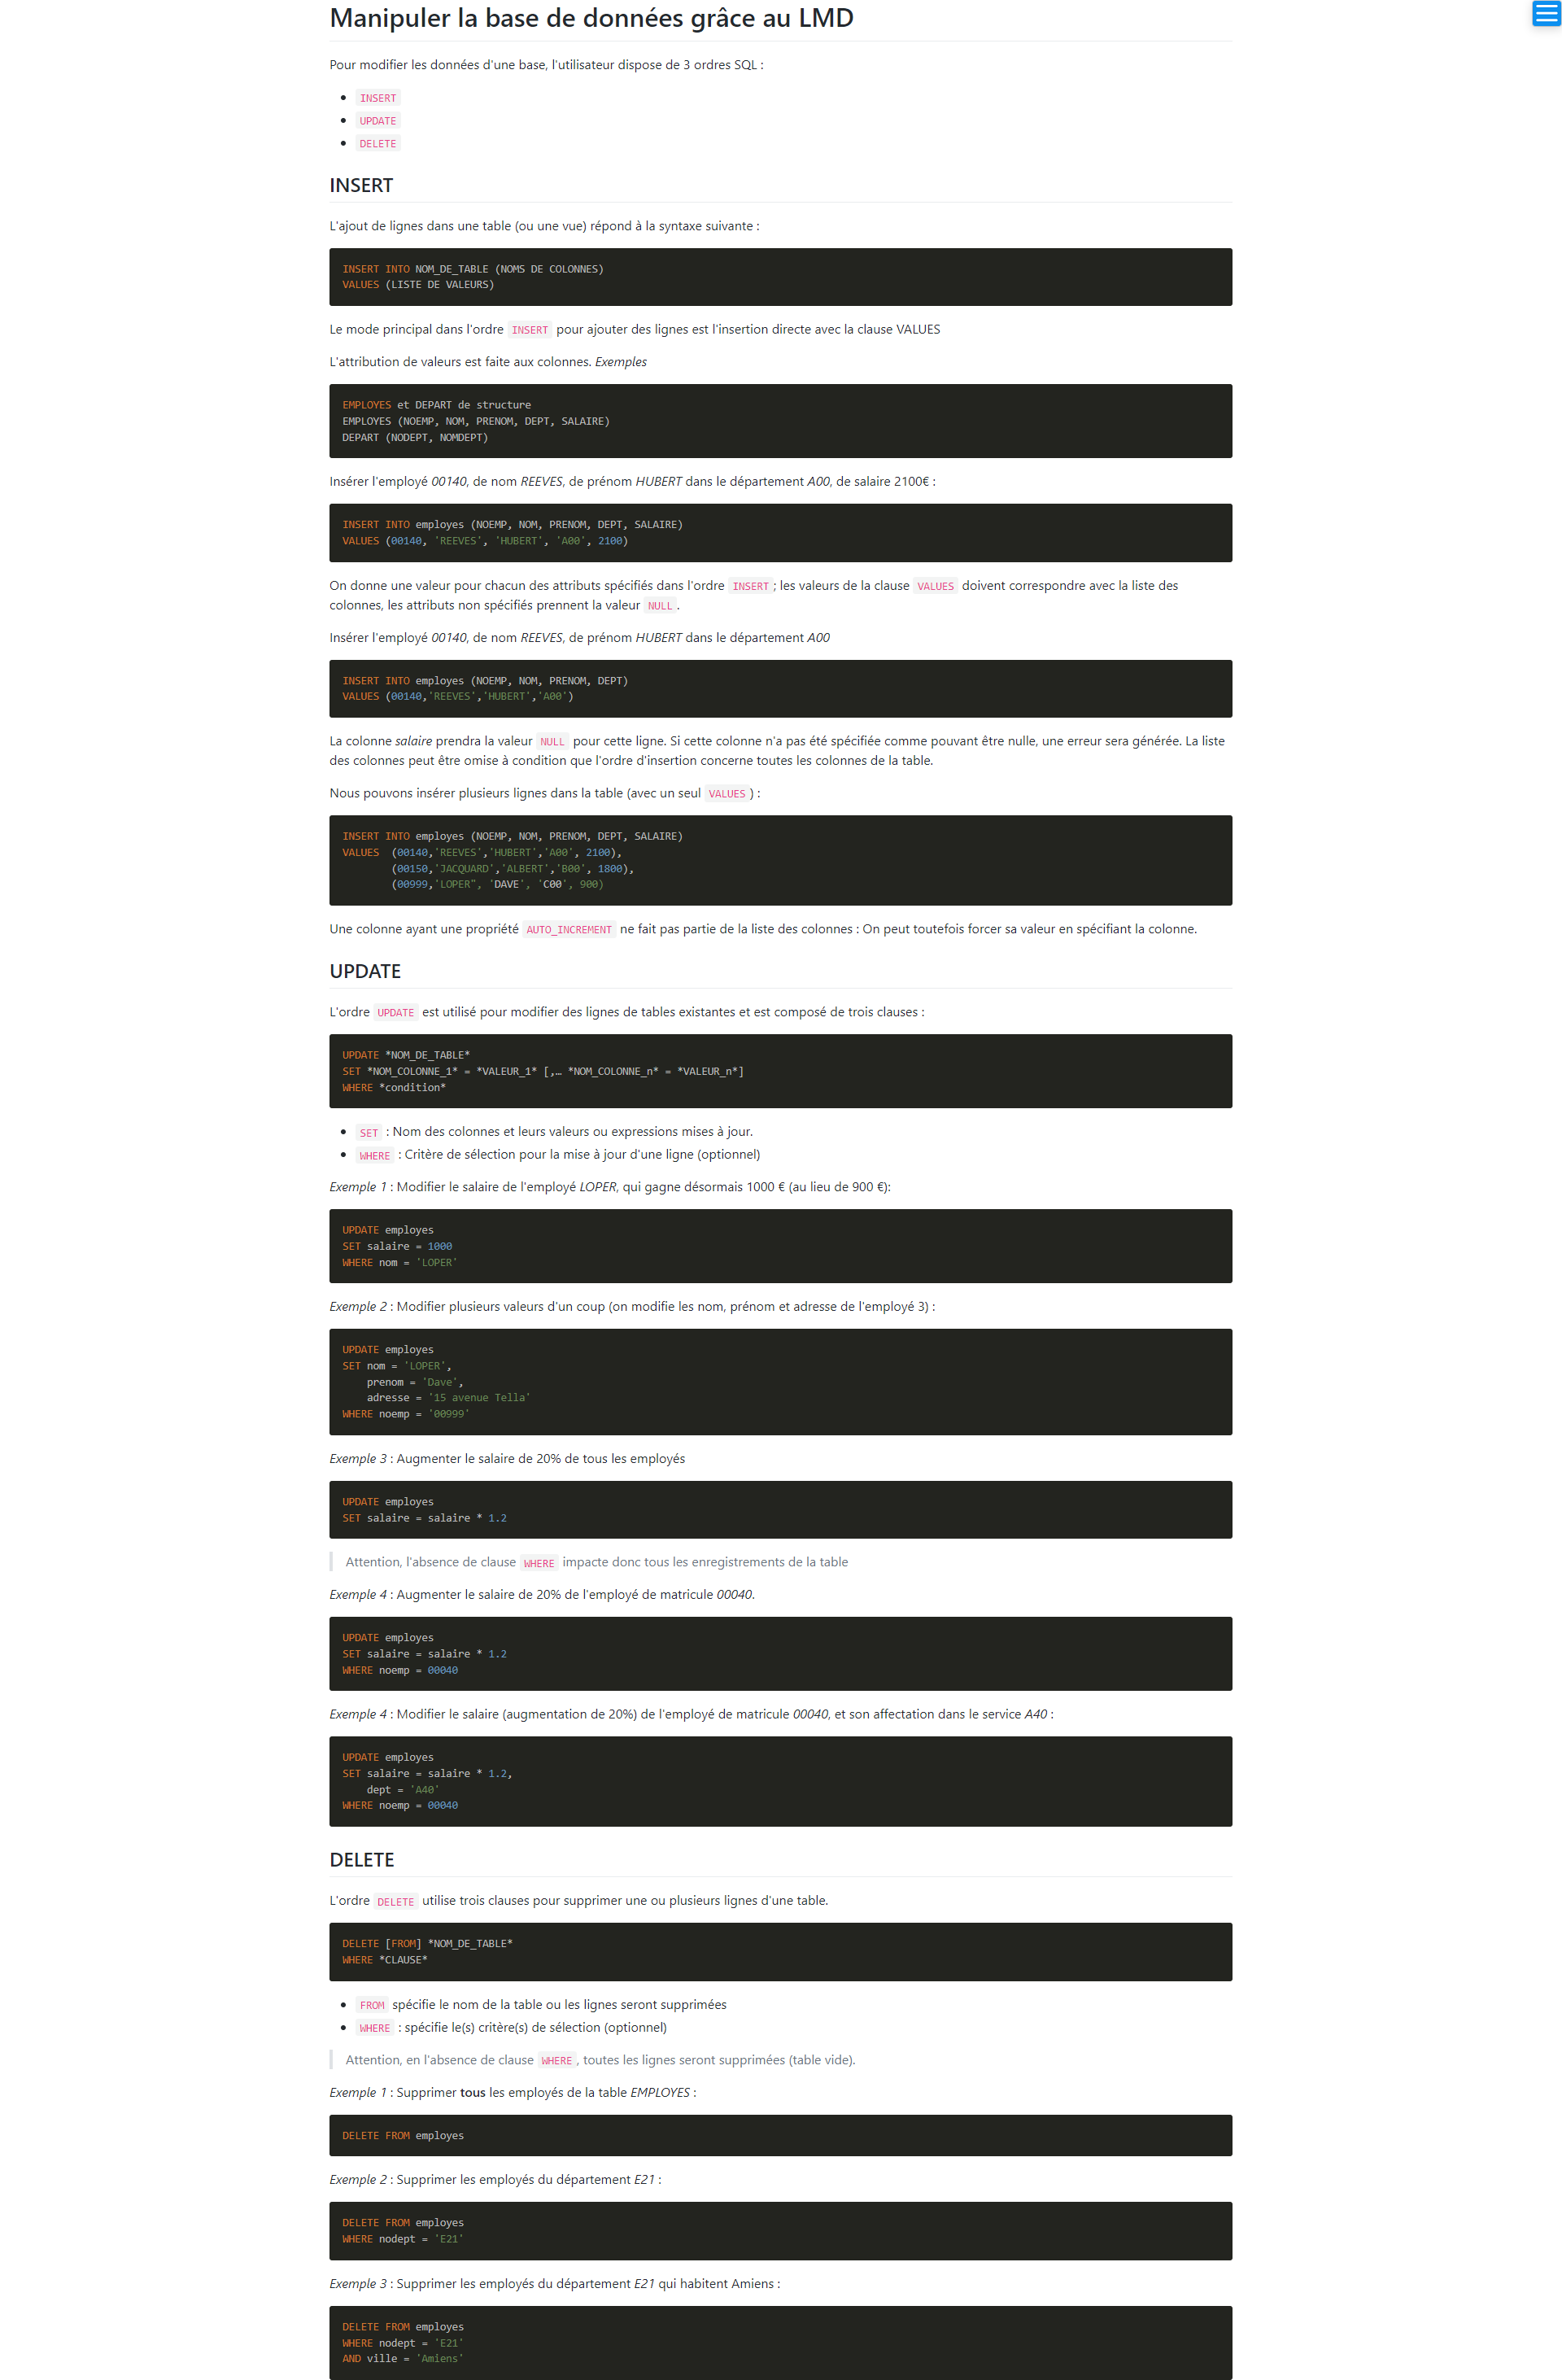 Manipuler la base de données grâce au LMD
Pour modifier les données d'une base, l'utilisateur dispose de 3 ordres SQL :
INSERT
UPDATE
DELETE
INSERT
L'ajout de lignes dans une table (ou une vue) répond à la syntaxe suivante :
INSERT INTO NOM_DE_TABLE (NOMS DE COLONNES)
VALUES (LISTE DE VALEURS)
Le mode principal dans l'ordre INSERT pour ajouter des lignes est l'insertion directe avec la clause VALUES
L'attribution de valeurs est faite aux colonnes. Exemples
EMPLOYES et DEPART de structure
EMPLOYES (NOEMP, NOM, PRENOM, DEPT, SALAIRE)
DEPART (NODEPT, NOMDEPT)
Insérer l'employé 00140, de nom REEVES, de prénom HUBERT dans le département A00, de salaire 2100€ :
INSERT INTO employes (NOEMP, NOM, PRENOM, DEPT, SALAIRE)
VALUES (00140, 'REEVES', 'HUBERT', 'A00', 2100)
On donne une valeur pour chacun des attributs spécifiés dans l'ordre INSERT; les valeurs de la clause VALUES doivent correspondre avec la liste des
colonnes, les attributs non spécifiés prennent la valeur NULL.
Insérer l'employé 00140, de nom REEVES, de prénom HUBERT dans le département A00
INSERT INTO employes (NOEMP, NOM, PRENOM, DEPT)
VALUES (00140,'REEVES','HUBERT','A00')
La colonne salaire prendra la valeur NULL pour cette ligne. Si cette colonne n'a pas été spécifiée comme pouvant être nulle, une erreur sera générée. La liste
des colonnes peut être omise à condition que l'ordre d'insertion concerne toutes les colonnes de la table.
Nous pouvons insérer plusieurs lignes dans la table (avec un seul VALUES) :
INSERT INTO employes (NOEMP, NOM, PRENOM, DEPT, SALAIRE)
VALUES  (00140,'REEVES','HUBERT','A00', 2100),
(00150,'JACQUARD','ALBERT','B00', 1800),
(00999,'LOPER", 'DAVE', 'C00', 900)
Une colonne ayant une propriété AUTO_INCREMENT ne fait pas partie de la liste des colonnes : On peut toutefois forcer sa valeur en spécifiant la colonne.
UPDATE
L'ordre UPDATE est utilisé pour modifier des lignes de tables existantes et est composé de trois clauses :
UPDATE *NOM_DE_TABLE*
SET *NOM_COLONNE_1* = *VALEUR_1* [,… *NOM_COLONNE_n* = *VALEUR_n*]
WHERE *condition*
SET : Nom des colonnes et leurs valeurs ou expressions mises à jour.
WHERE : Critère de sélection pour la mise à jour d'une ligne (optionnel)
Exemple 1 : Modifier le salaire de l'employé LOPER, qui gagne désormais 1000 € (au lieu de 900 €):
UPDATE employes
SET salaire = 1000
WHERE nom = 'LOPER'
Exemple 2 : Modifier plusieurs valeurs d'un coup (on modifie les nom, prénom et adresse de l'employé 3) :
UPDATE employes
SET nom = 'LOPER',
prenom = 'Dave',
adresse = '15 avenue Tella'
WHERE noemp = '00999'
Exemple 3 : Augmenter le salaire de 20% de tous les employés
UPDATE employes
SET salaire = salaire * 1.2
Attention, l'absence de clause WHERE impacte donc tous les enregistrements de la table
Exemple 4 : Augmenter le salaire de 20% de l'employé de matricule 00040.
UPDATE employes
SET salaire = salaire * 1.2
WHERE noemp = 00040
Exemple 4 : Modifier le salaire (augmentation de 20%) de l'employé de matricule 00040, et son affectation dans le service A40 :
UPDATE employes
SET salaire = salaire * 1.2,
dept = 'A40'
WHERE noemp = 00040
DELETE
L'ordre DELETE utilise trois clauses pour supprimer une ou plusieurs lignes d'une table.
DELETE [FROM] *NOM_DE_TABLE*
WHERE *CLAUSE*
FROM spécifie le nom de la table ou les lignes seront supprimées
WHERE : spécifie le(s) critère(s) de sélection (optionnel)
Attention, en l'absence de clause WHERE, toutes les lignes seront supprimées (table vide).
Exemple 1 : Supprimer tous les employés de la table EMPLOYES :
DELETE FROM employes
Exemple 2 : Supprimer les employés du département E21 :
DELETE FROM employes
WHERE nodept = 'E21'
Exemple 3 : Supprimer les employés du département E21 qui habitent Amiens :
DELETE FROM employes
WHERE nodept = 'E21'
AND ville = 'Amiens'